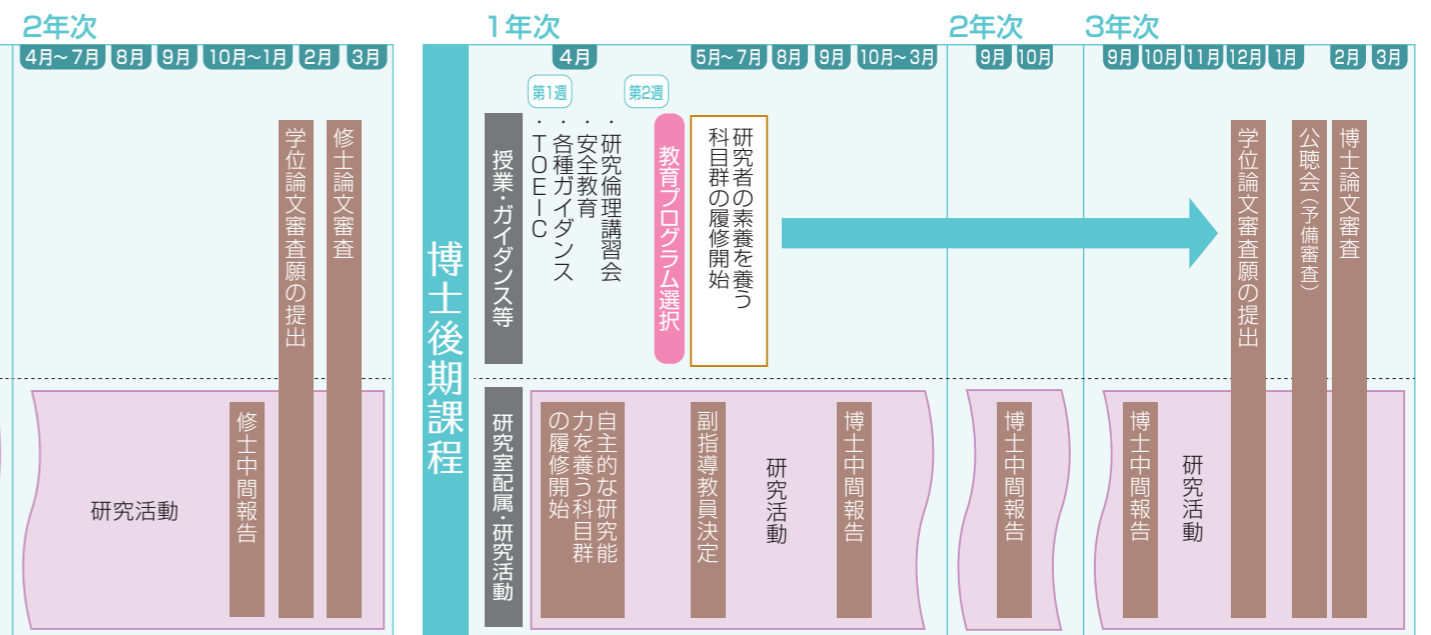 2年次
4月〜7月
8月
9月
10月〜1月
2月
3月
学位論文審査願の提出
修士論文審査
研究活動
修士中間報告
博士後期課程
1年次
4月
5月〜7月
8月
9月
10月〜3月
第1週
第2週
授業・ガイダンス等
・TOEIC
・各種ガイダンス
・安全教育
・研究倫理講習会
教育プログラム選択
研究者の素養を養う
科目群の履修開始
研究室配属・研究活動
自主的な研究能
力を養う科目群
の履修開始
副指導教員決定
研究活動
博士中間報告
2年次
9月
10月
博士中間報告
3年次
9月
10月
11月
12月
1月
2月
3月
学位論文審査願の提出
公聴会(予備審査)
博士論文審査
博士中間報告
研究活動